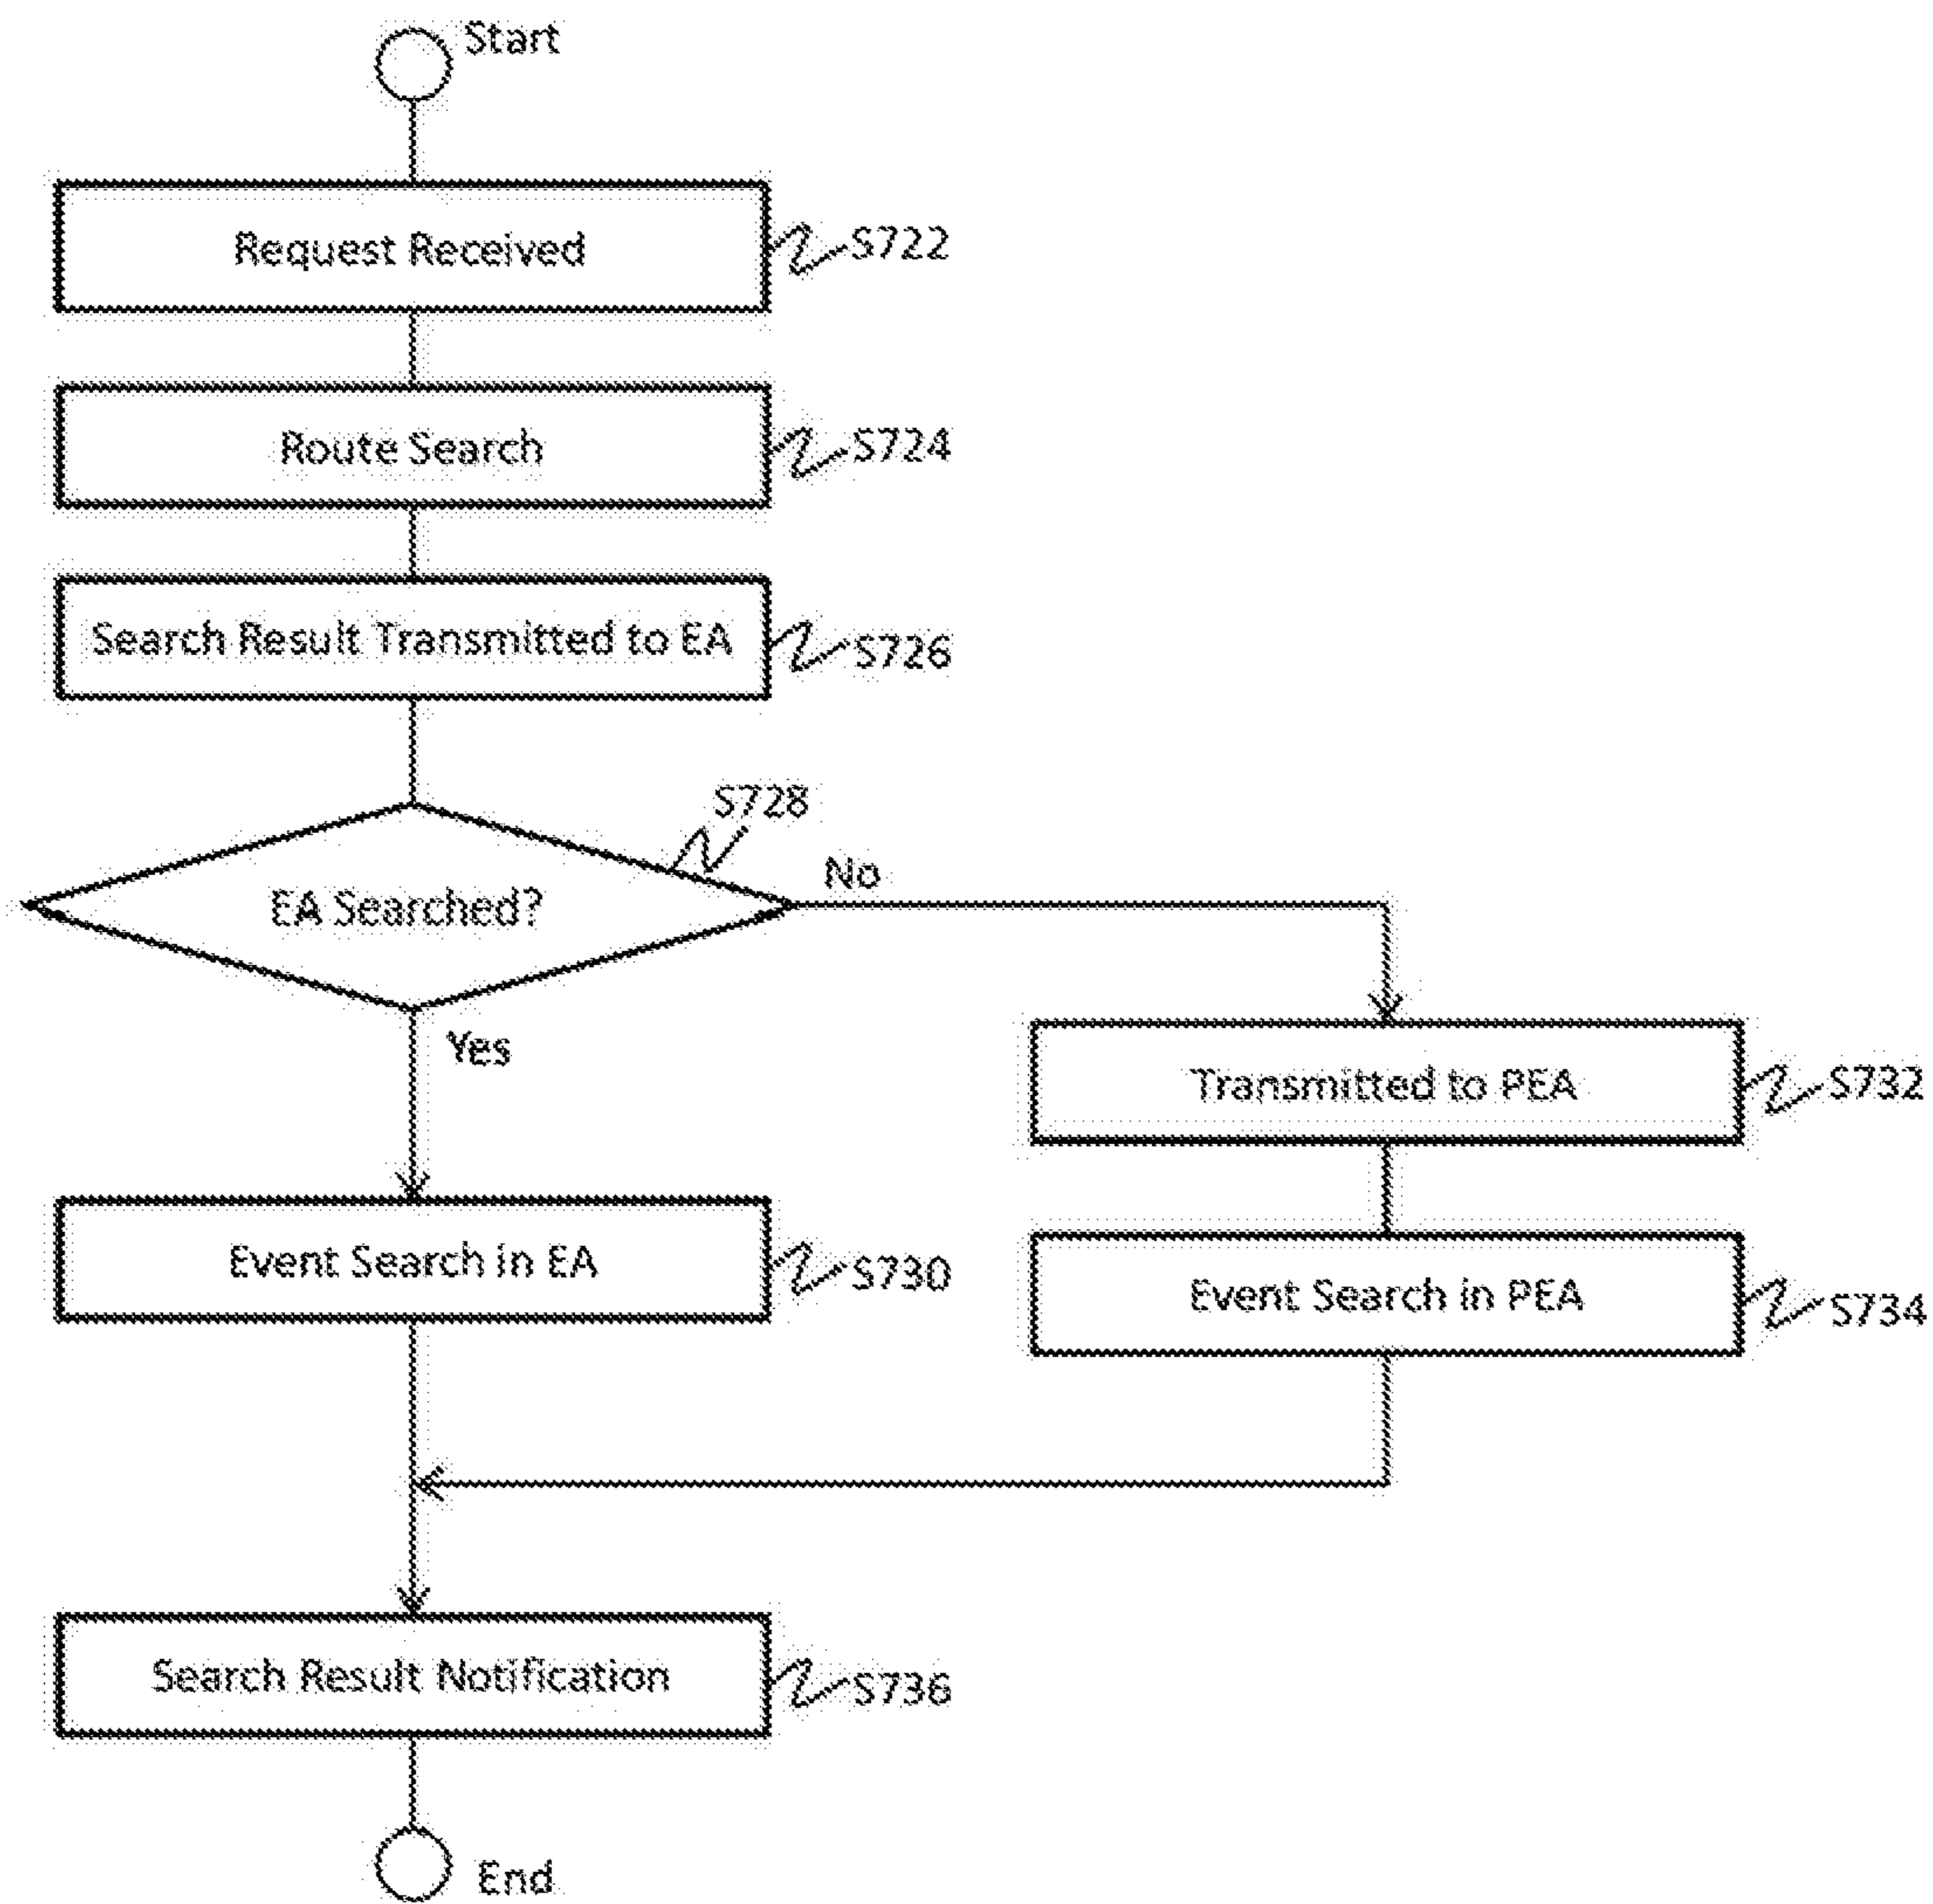 Start
Request Received
S722
Route Search
S724
Search Result Transmitted to EA
S726
S728
EA Searched?
No
Yes
Transmitted to PEA
S732
Event Search in EA
S730
Event Search in PEA
S734
Search Result Notification
S736
End